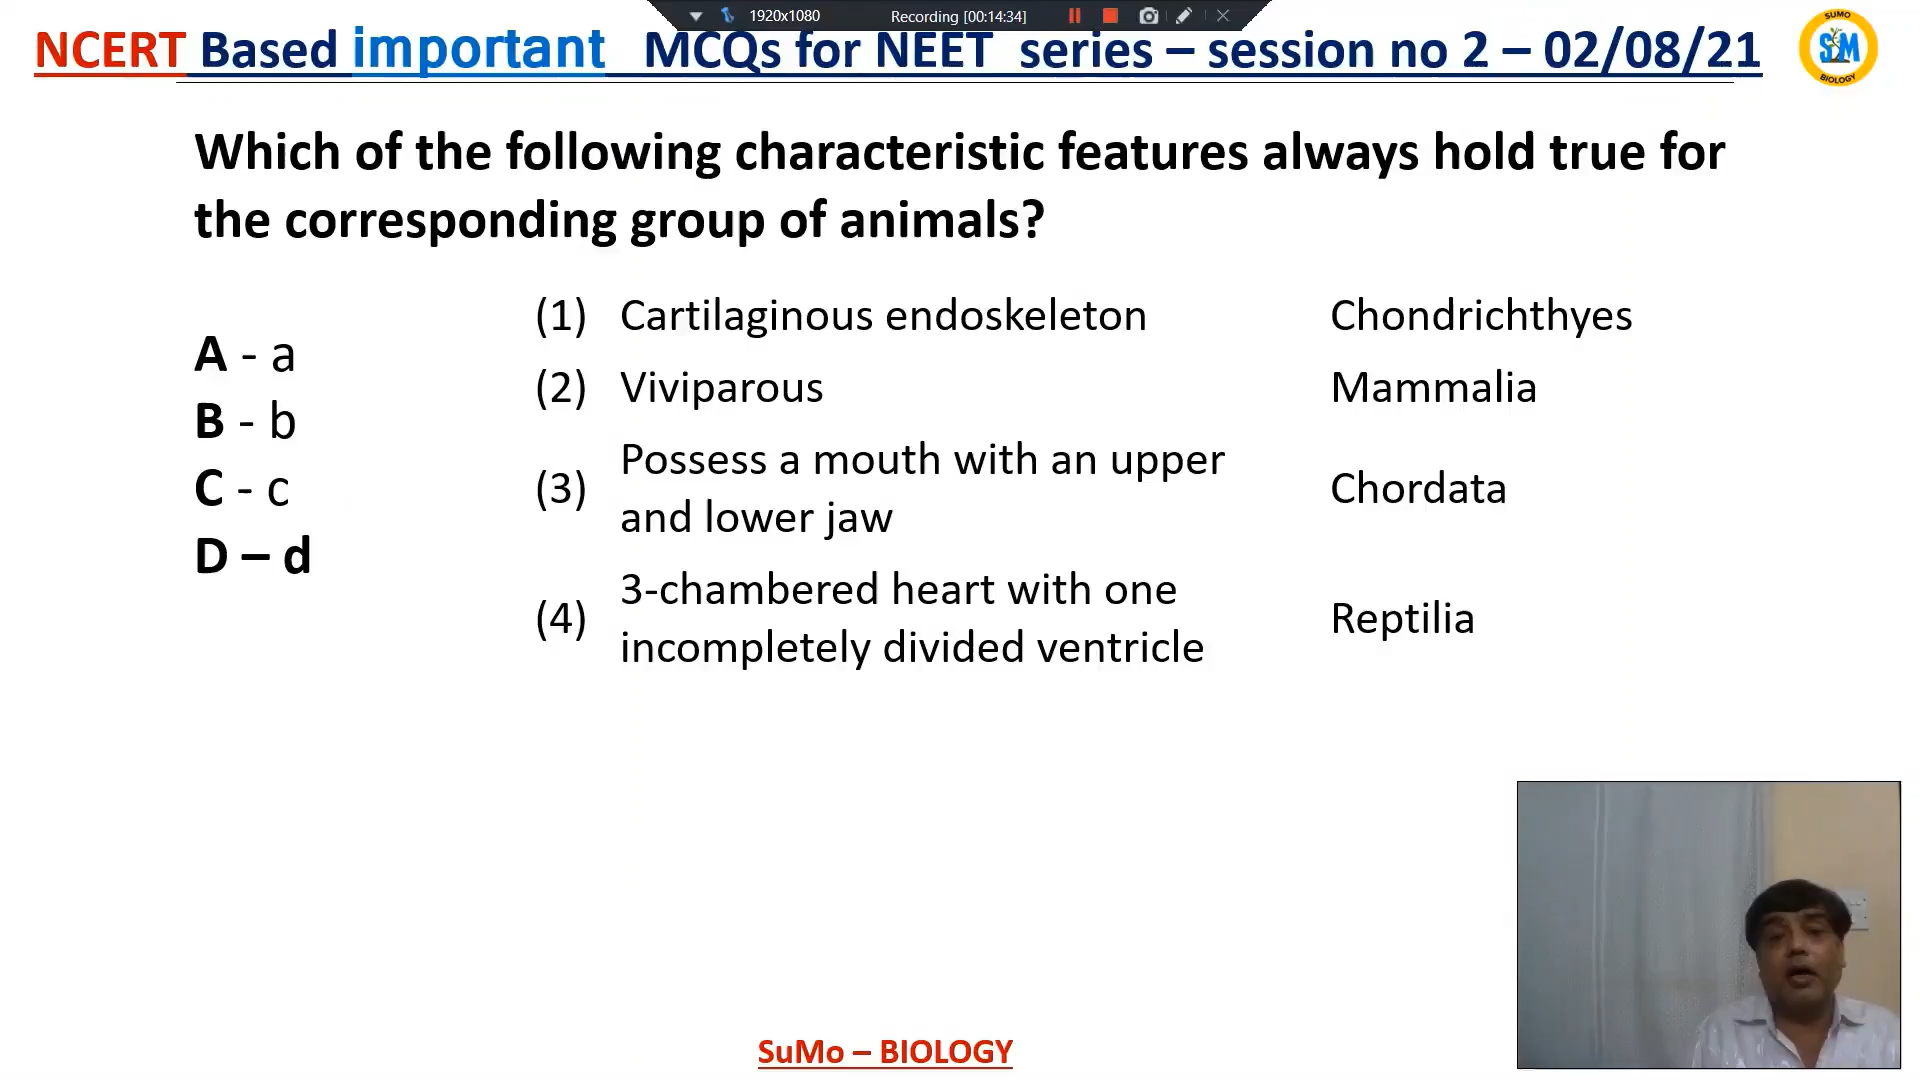 1920x1080 Recording [00:14:34]
NCERT Based important MCQs for NEET series – session no 2 – 02/08/21
SUMO
SM
BIOLOGY
Which of the following characteristic features always hold true for
the corresponding group of animals?
A - a
B - b
C - c
D – d
(1) Cartilaginous endoskeleton Chondrichthyes
(2) Viviparous Mammalia
(3) Possess a mouth with an upper
and lower jaw Chordata
(4) 3-chambered heart with one
incompletely divided ventricle Reptilia
SuMo – BIOLOGY